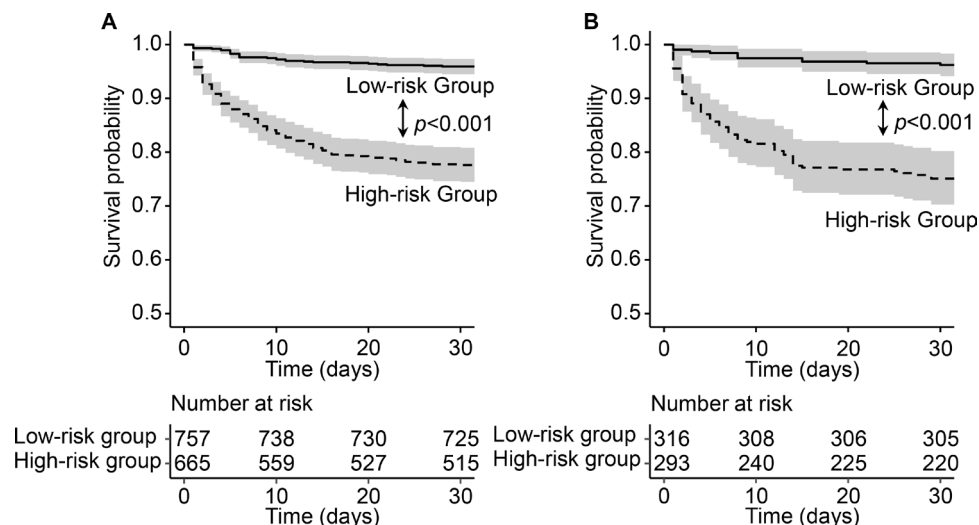 A
Survival probability
1.0
0.9
0.8
0.7
0.6
0.5
Low-risk Group
p<0.001
High-risk Group
0 10 20 30
Time (days)
Number at risk
Low-risk group 757 738 730 725
High-risk group 665 559 527 515
0 10 20 30
Time (days)
B
Survival probability
1.0
0.9
0.8
0.7
0.6
0.5
Low-risk Group
p<0.001
High-risk Group
0 10 20 30
Time (days)
Number at risk
Low-risk group 316 308 306 305
High-risk group 293 240 225 220
0 10 20 30
Time (days)